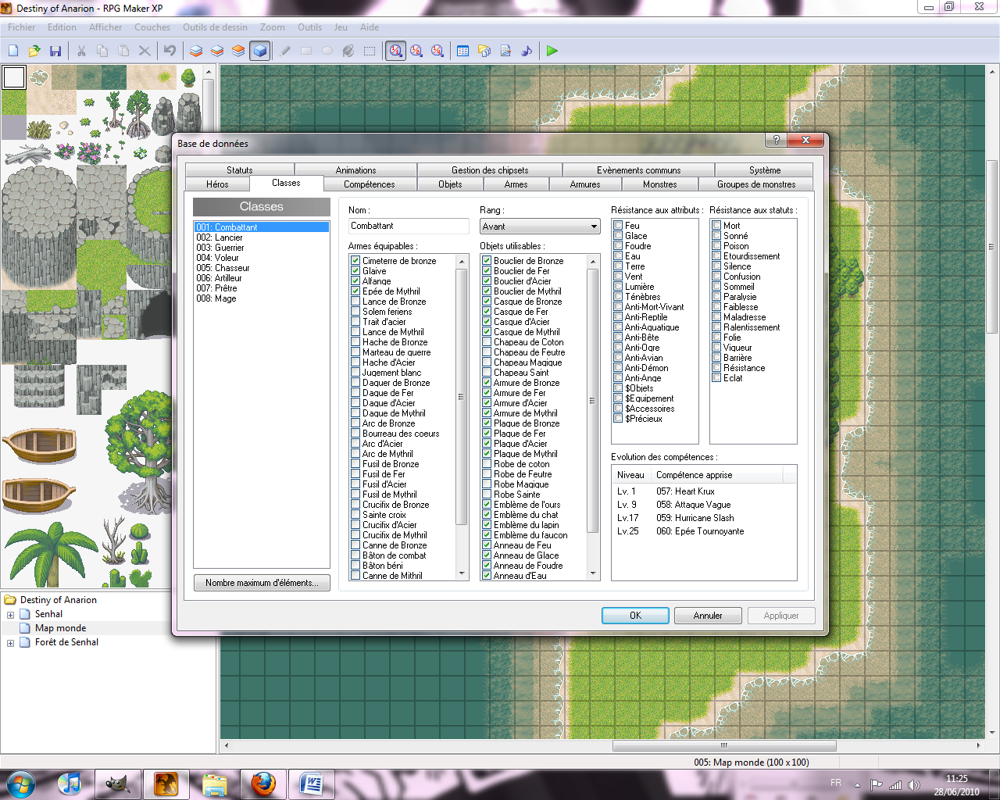 Destiny of Anarion - RPG Maker XP
Fichier Edition Afficher Couches Outils de dessin Zoom Outils Jeu Aide
Base de données
Statuts Animations Gestion des chipsets Evènements communs Système
Héros Classes Compétences Objets Armes Armures Monstres Groupes de monstres
Classes
001: Combattant
002: Lancier
003: Guerrier
004: Voleur
005: Chasseur
006: Artilleur
007: Prêtre
008: Mage
Nombre maximum d'éléments...
Nom :
Combattant
Rang :
Avant
Armes équipables :
Cimeterre de bronze
Glaive
Alfange
Epée de Mythril
Lance de Bronze
Solem feriens
Trait d'acier
Lance de Mythril
Hache de Bronze
Marteau de guerre
Hache d'Acier
Jugement blanc
Daguer de Bronze
Dague de Fer
Dague d'Acier
Dague de Mythril
Arc de Bronze
Bourreau des coeurs
Arc d'Acier
Arc de Mythril
Fusil de Bronze
Fusil de Fer
Fusil d'Acier
Fusil de Mythril
Crucifix de Bronze
Sainte croix
Crucifix d'Acier
Crucifix de Mythril
Canne de Bronze
Bâton de combat
Bâton béni
Canne de Mithril
Objets utilisables :
Bouclier de Bronze
Bouclier de Fer
Bouclier d'Acier
Bouclier de Mythril
Casque de Bronze
Casque de Fer
Casque d'Acier
Casque de Mythril
Chapeau de Coton
Chapeau de Feutre
Chapeau Magique
Chapeau Saint
Armure de Bronze
Armure de Fer
Armure d'Acier
Armure de Mythril
Plaque de Bronze
Plaque de Fer
Plaque d'Acier
Plaque de Mythril
Robe de coton
Robe de Feutre
Robe Magique
Robe Sainte
Emblème de l'ours
Emblème du chat
Emblème du lapin
Emblème du faucon
Anneau de Feu
Anneau de Glace
Anneau de Foudre
Anneau d'Eau
Résistance aux attributs :
Feu
Glace
Foudre
Eau
Terre
Vent
Lumière
Ténèbres
Anti-Mort-Vivant
Anti-Reptile
Anti-Aquatique
Anti-Bête
Anti-Ogre
Anti-Avian
Anti-Démon
Anti-Ange
$Objets
$Equipement
$Accessoires
$Précieux
Résistance aux statuts :
Mort
Sonné
Poison
Etourdissement
Silence
Confusion
Sommeil
Paralysie
Faiblesse
Maladresse
Ralentissement
Folie
Vigueur
Barrière
Résistance
Eclat
Evolution des compétences :
Niveau Compétence apprise
Lv. 1 057: Heart Krux
Lv. 9 058: Attaque Vague
Lv.17 059: Hurricane Slash
Lv.25 060: Epée Tournoyante
OK Annuler Appliquer
Destiny of Anarion
Senhal
Map monde
Forêt de Senhal
005: Map monde (100 x 100)
FR
11:25
28/06/2010